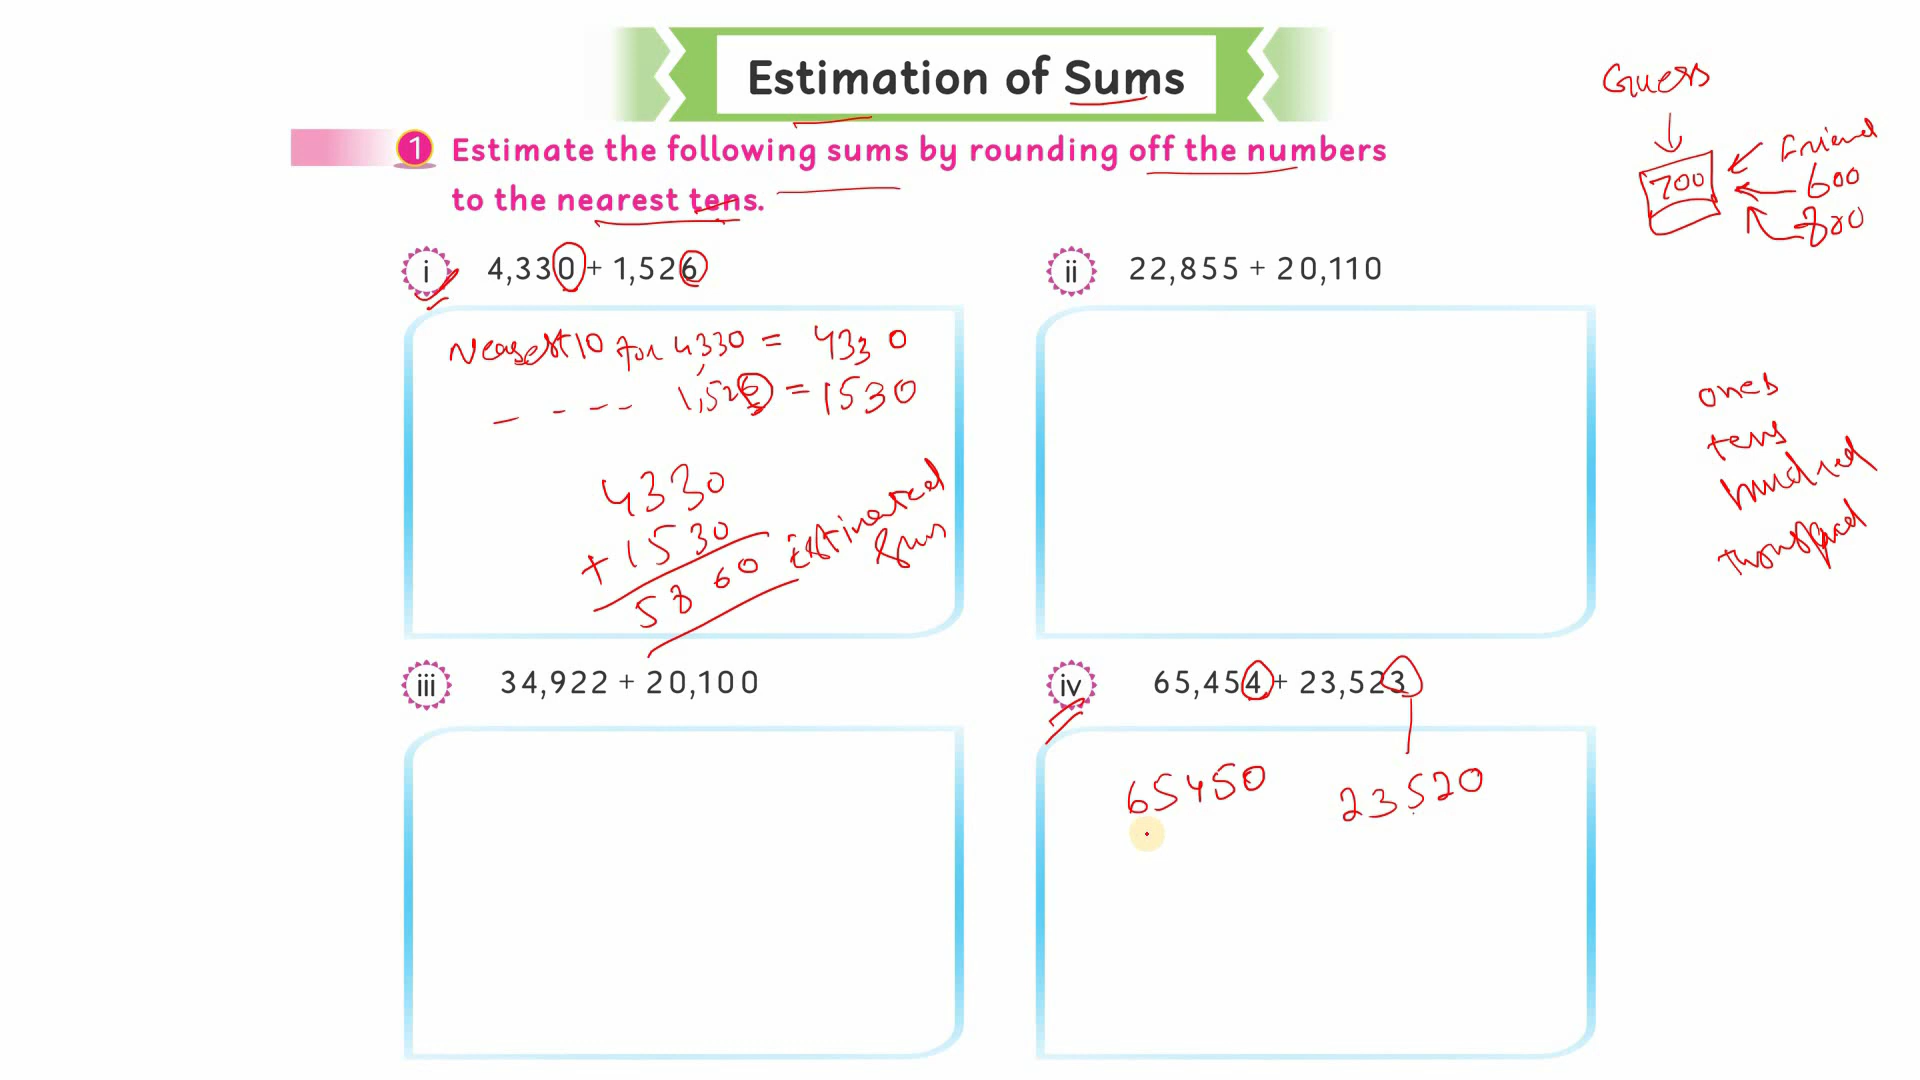 Estimation of Sums
1 Estimate the following sums by rounding off the numbers
to the nearest tens.
Guess
700
Friend
600
800
i 4,330 + 1,526
Nearest 10 for 4330 = 4330
1,526 = 1530
4330
+ 1530
5860 Estimated
Sum
ii 22,855 + 20,110
ones
tens
hundred
thousand
iii 34,922 + 20,100
iv 65,454 + 23,523
65450 23520